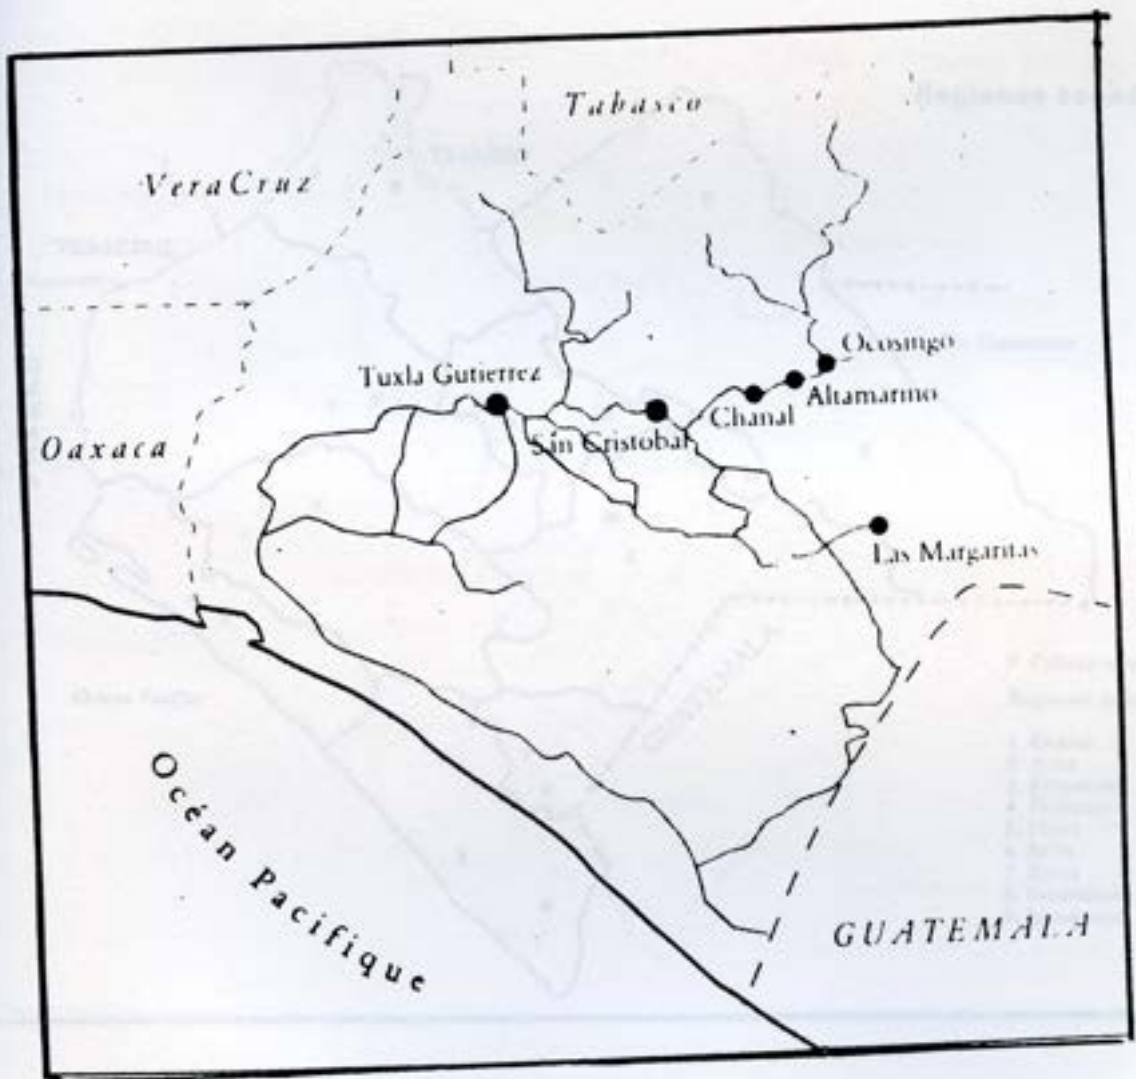 Tabasco
VeraCruz
Ocosingo
Tuxla Gutierrez
Altamarino
Chanal
San Cristobal
Oaxaca
Las Margaritas
Océan Pacifique
GUATEMALA